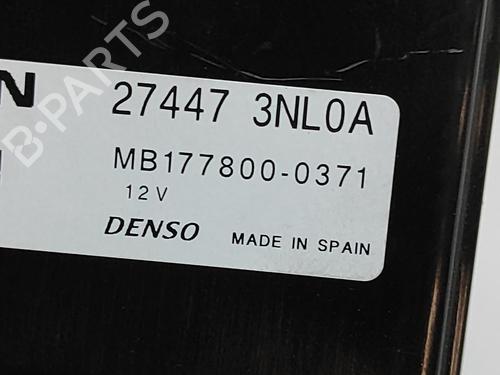 B-PARTS
N 27447 3NL0A
MB177800-0371
12V
DENSO MADE IN SPAIN